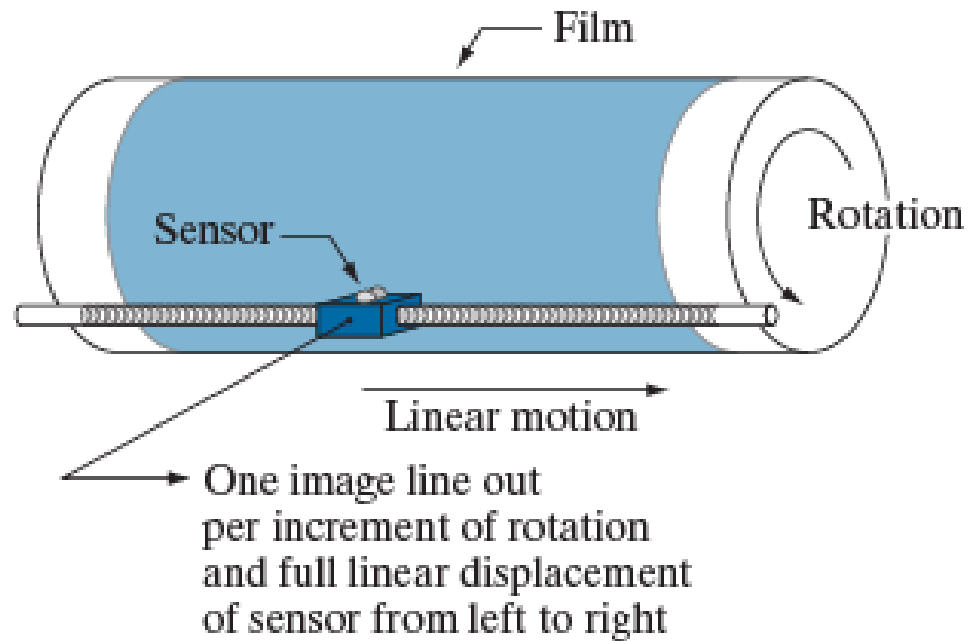 Film
Sensor
Rotation
Linear motion
One image line out
per increment of rotation
and full linear displacement
of sensor from left to right